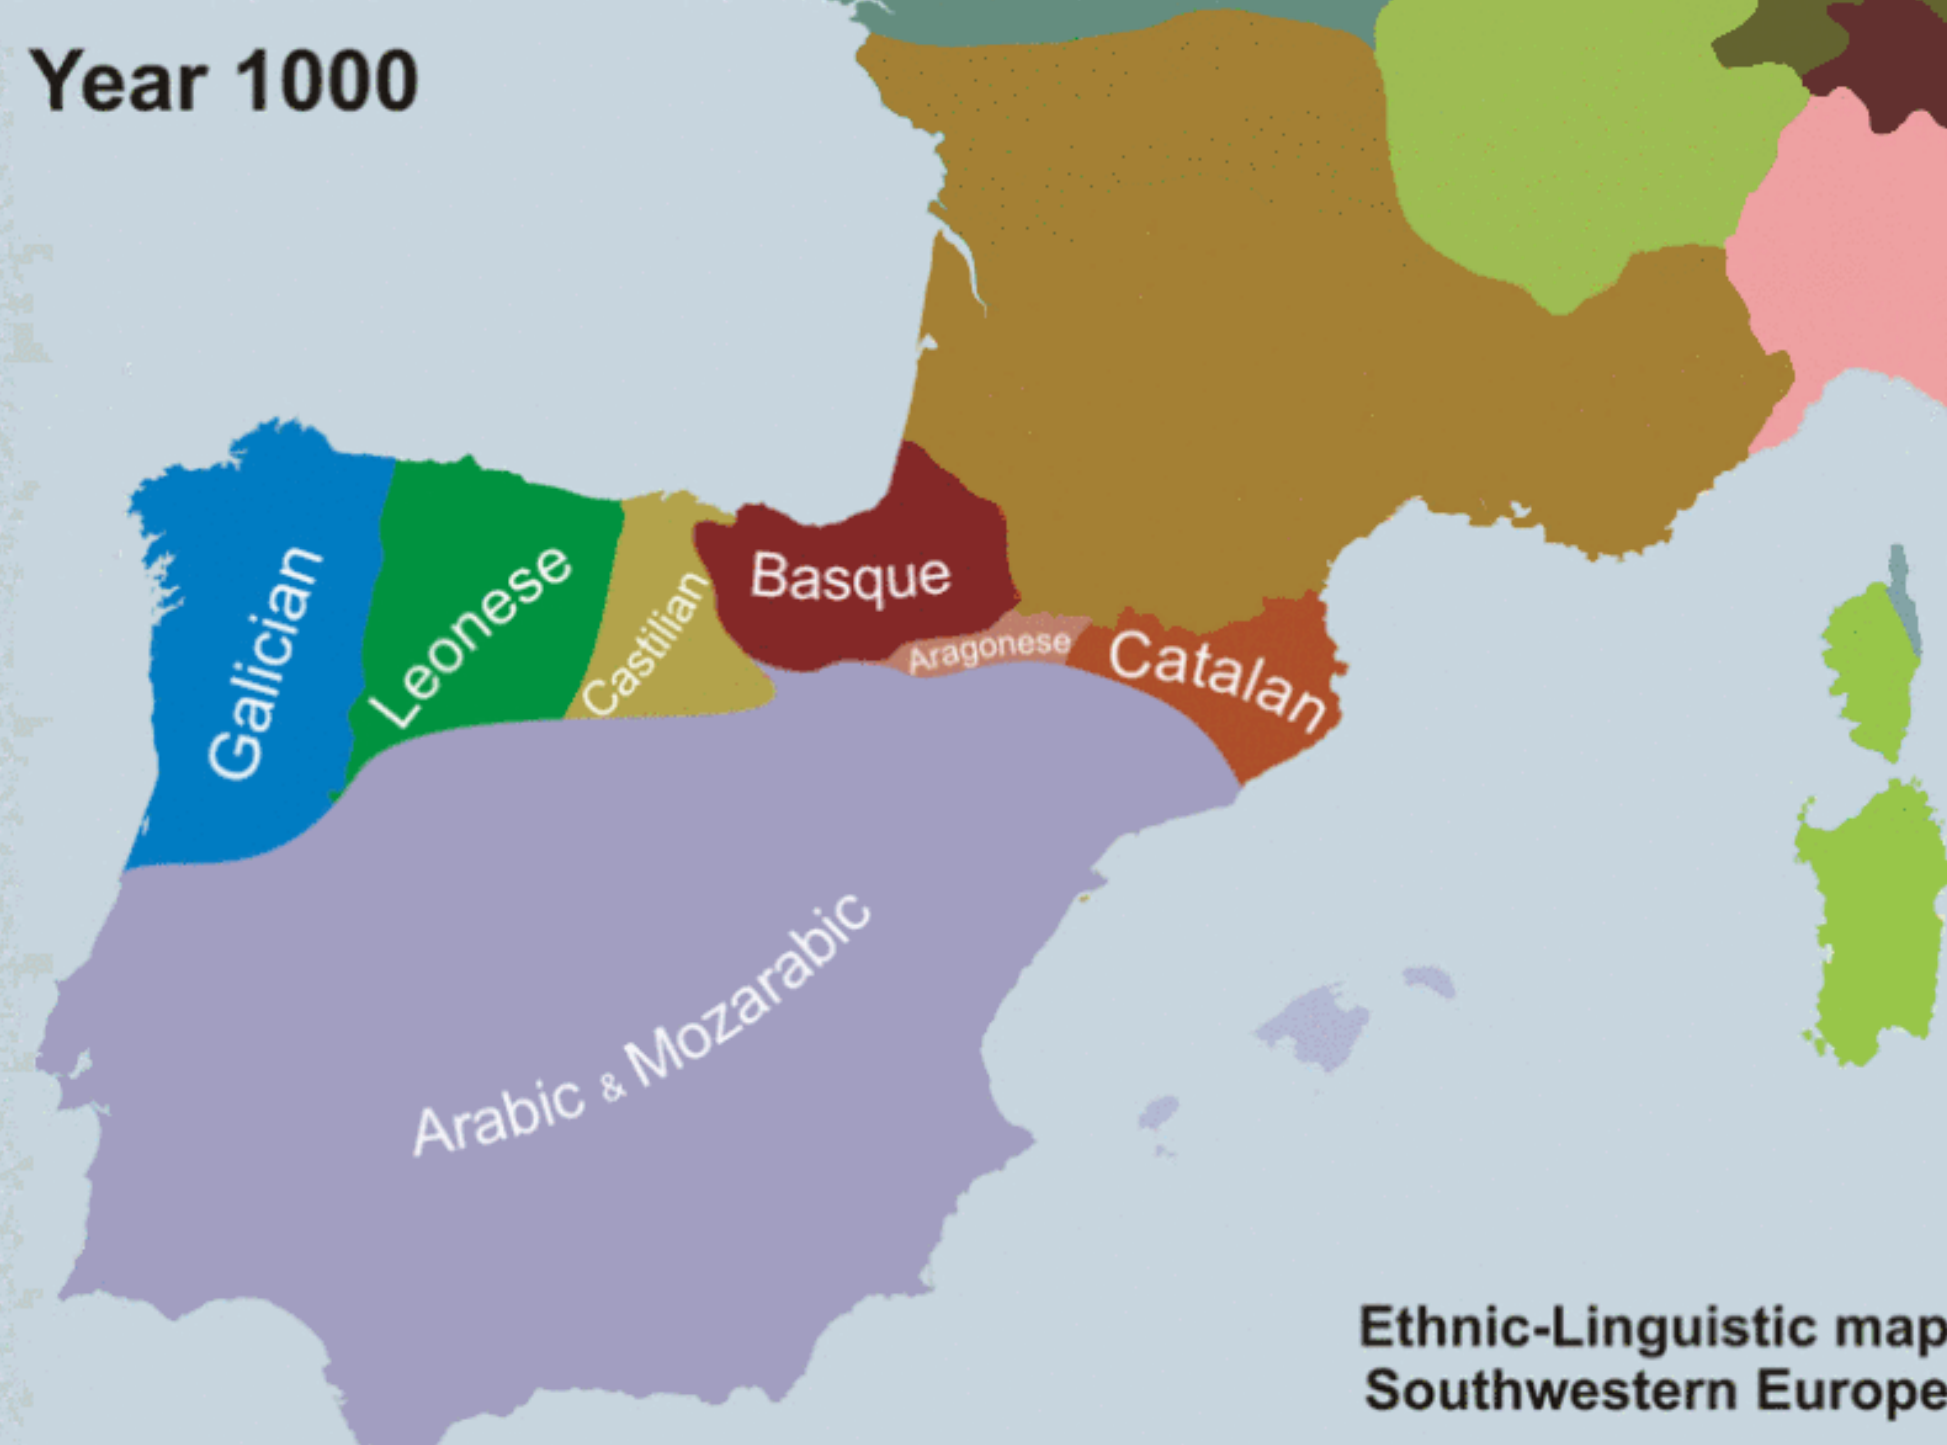 Year 1000
Galician
Leonese
Castilian
Basque
Aragonese
Catalan
Arabic & Mozarabic
Ethnic-Linguistic map
Southwestern Europe